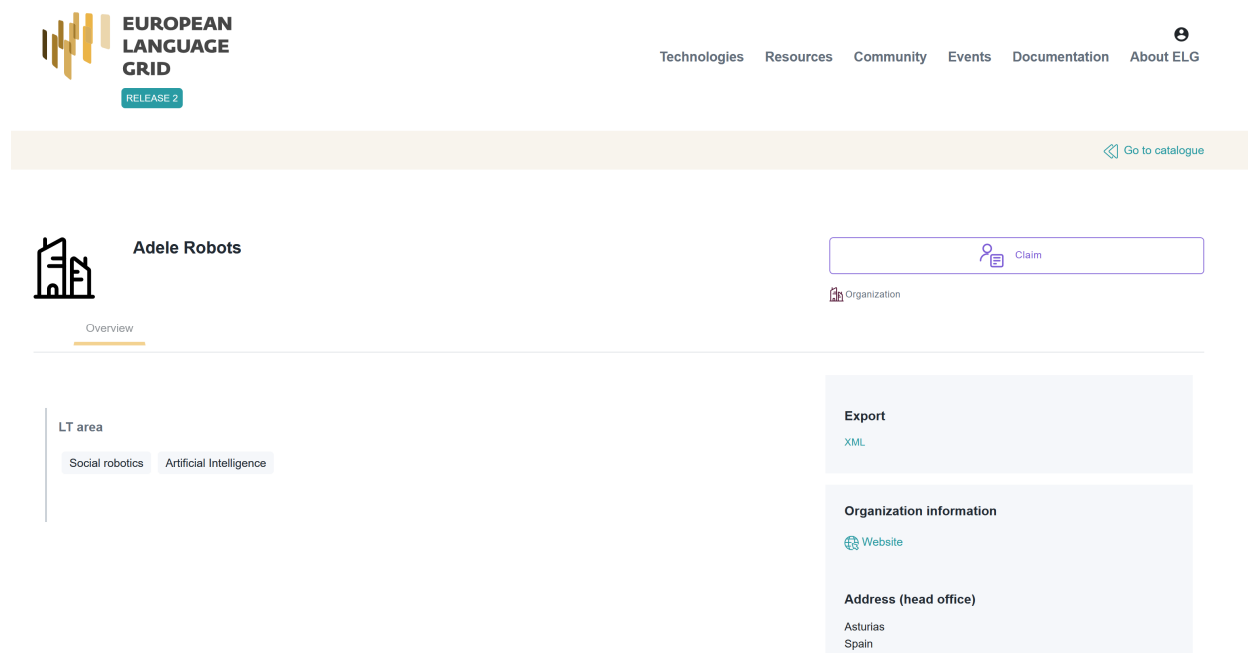 EUROPEAN
LANGUAGE
GRID
RELEASE 2
Technologies Resources Community Events Documentation About ELG
Go to catalogue
Adele Robots
Claim
Organization
Overview
LT area
Social robotics Artificial Intelligence
Export
XML
Organization information
Website
Address (head office)
Asturias
Spain